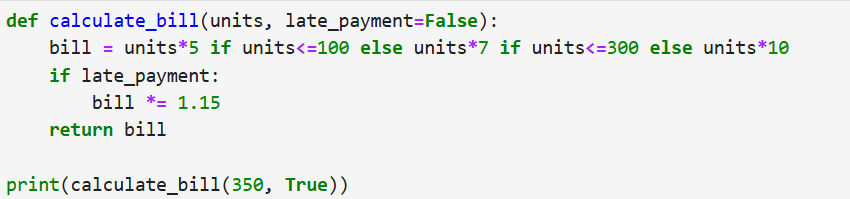 def calculate_bill(units, late_payment=False):
    bill = units*5 if units<=100 else units*7 if units<=300 else units*10
    if late_payment:
        bill *= 1.15
    return bill

print(calculate_bill(350, True))